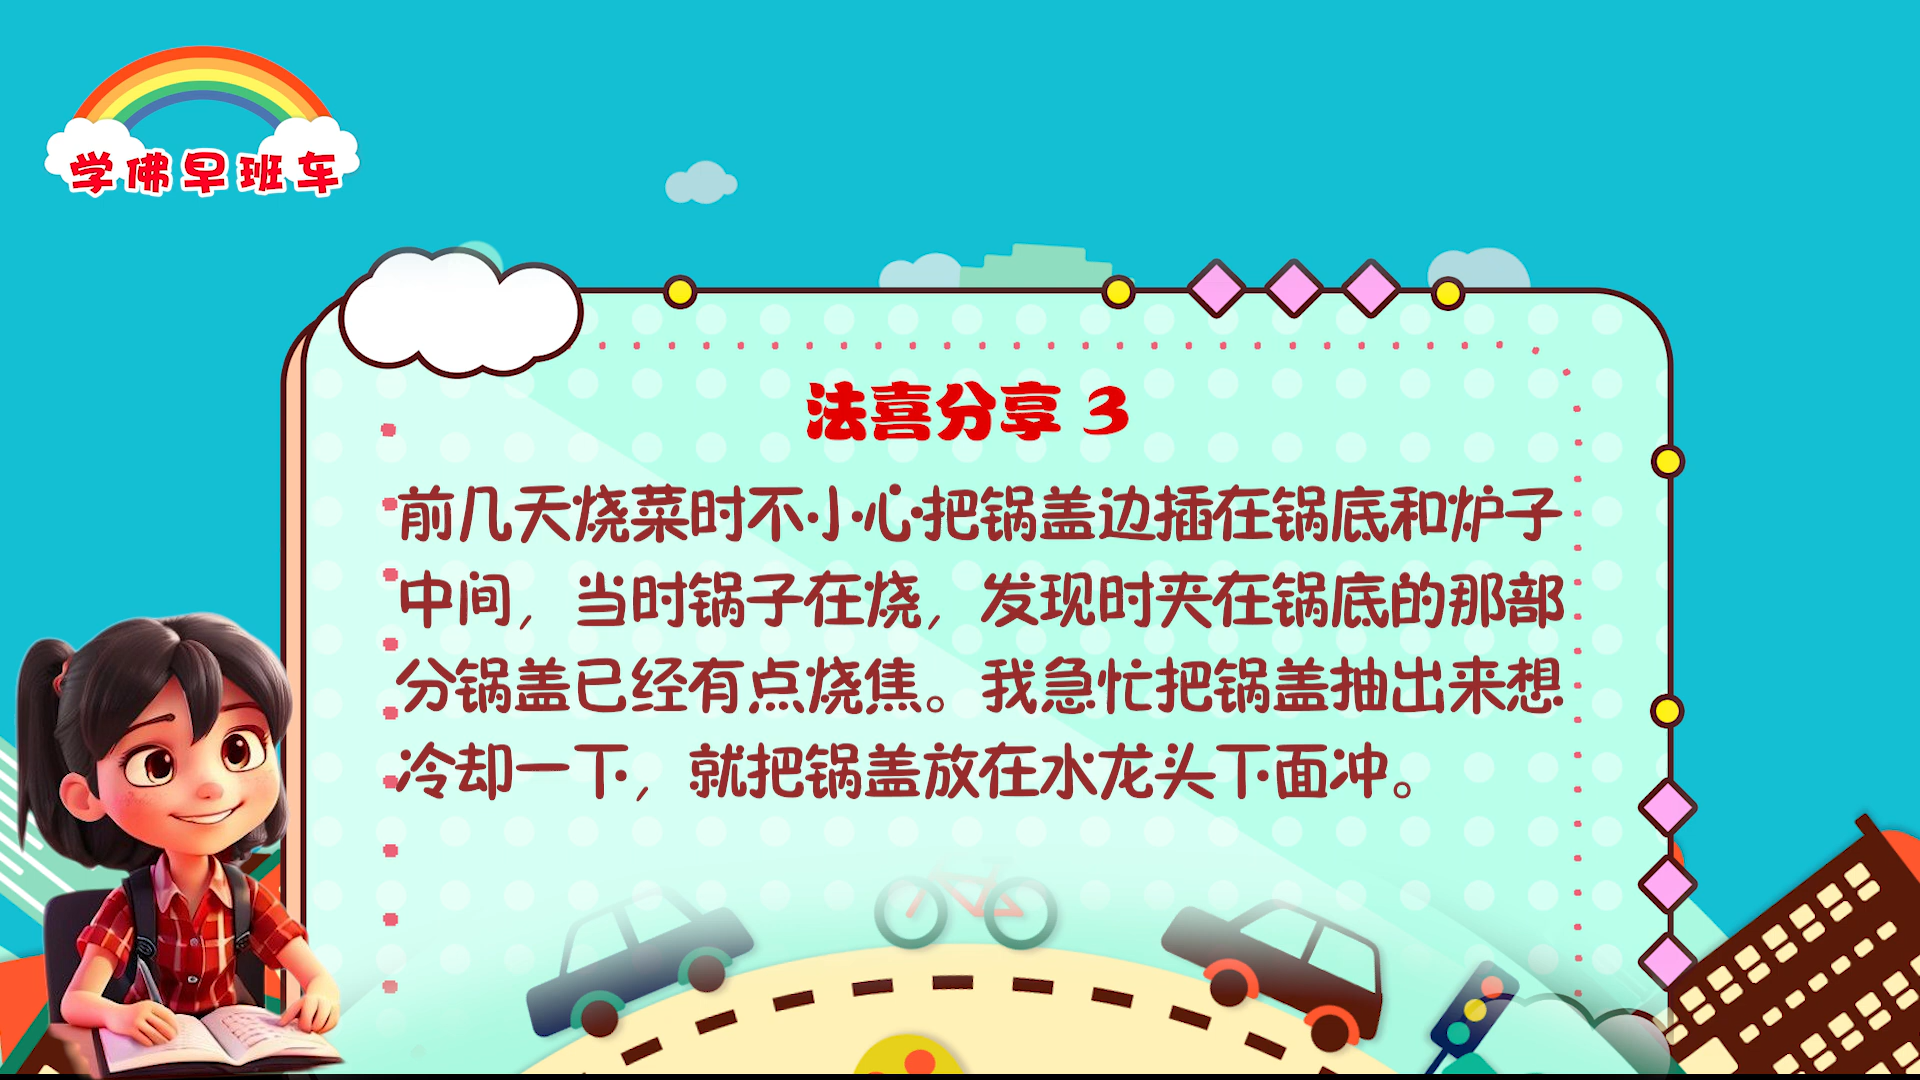 学佛早班车
法喜分享 3
前几天烧菜时不小心把锅盖边插在锅底和炉子
中间，当时锅子在烧，发现时夹在锅底的那部
分锅盖已经有点烧焦。我急忙把锅盖抽出来想
冷却一下，就把锅盖放在水龙头下面冲。